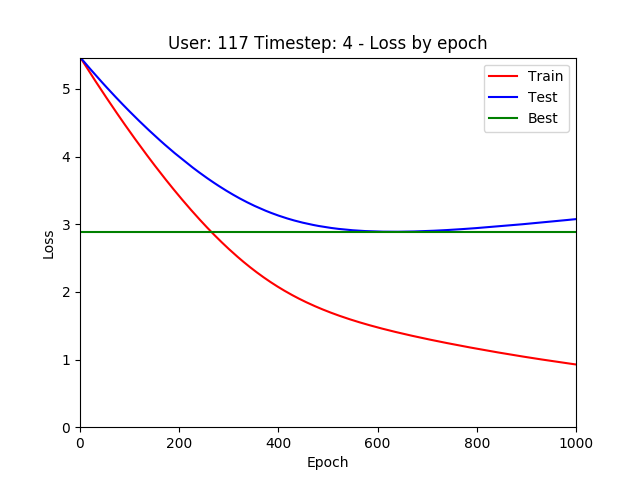 User: 117 Timestep: 4 - Loss by epoch
Train
Test
Best
5
4
3
2
1
0
Loss
0 200 400 600 800 1000
Epoch